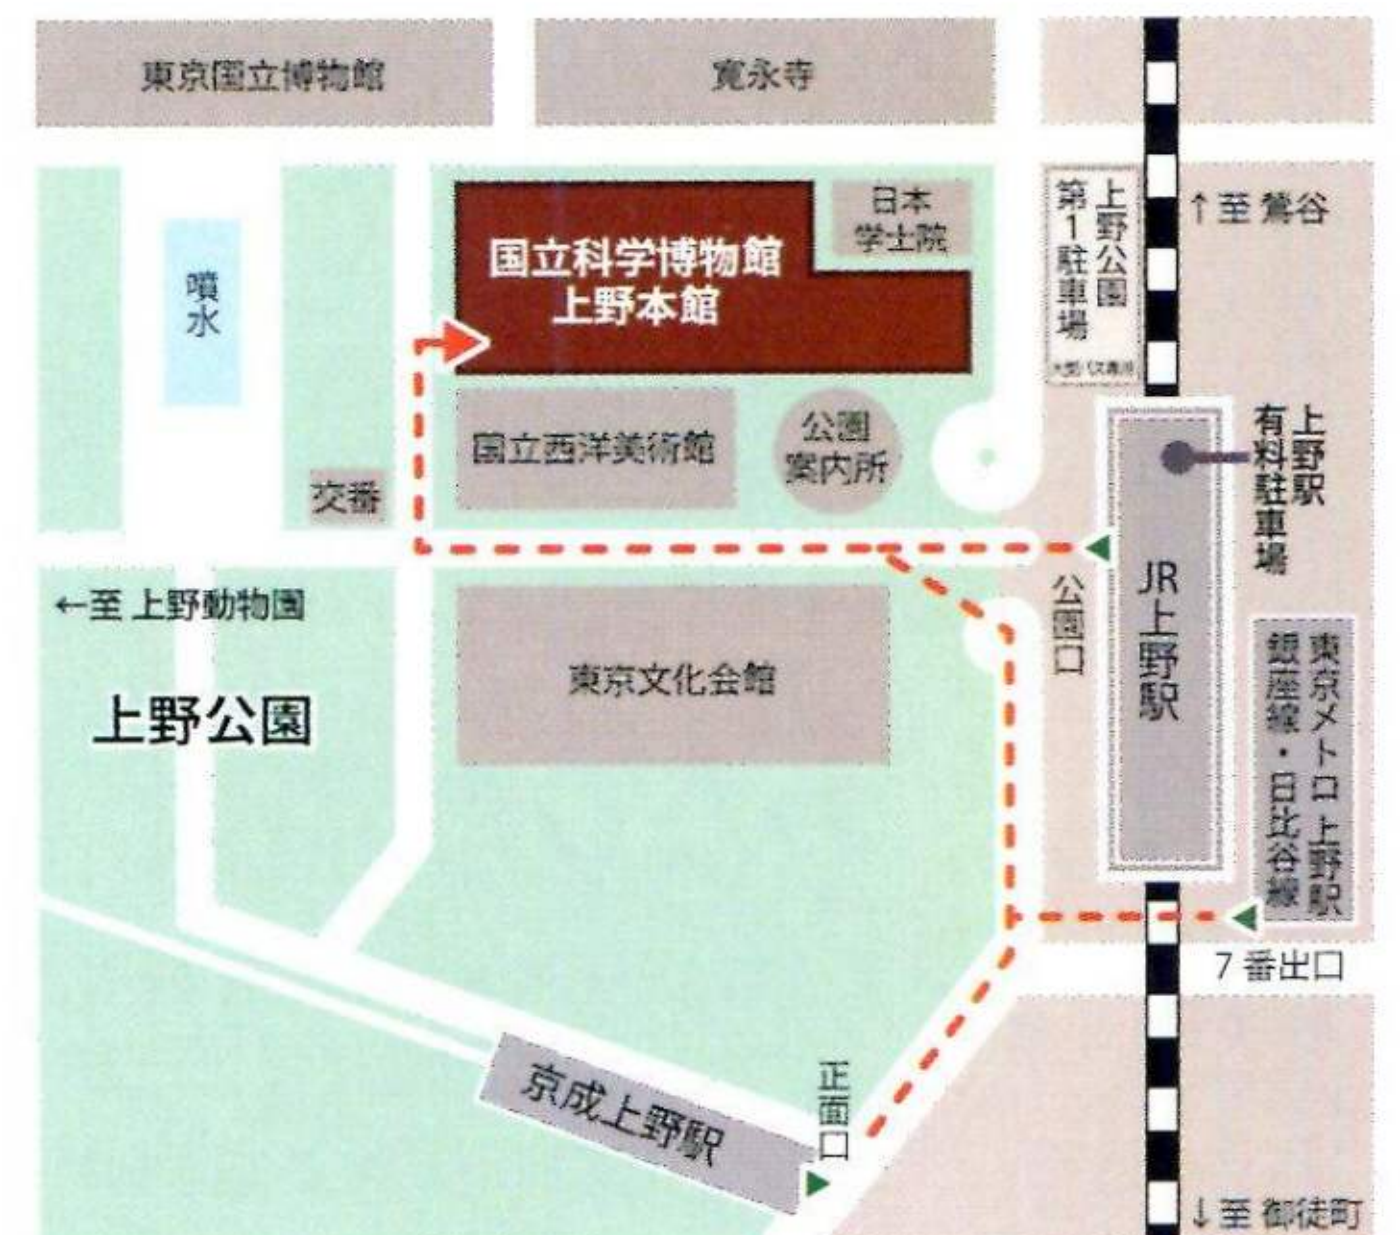 東京国立博物館
寛永寺
国立科学博物館
上野本館
日本
学士院
上野公園
第1駐車場
↑至 鶯谷
噴水
国立西洋美術館
公園
案内所
上野駅
有料駐車場
交番
←至 上野動物園
上野公園
東京文化会館
公園口
JR上野駅
東京メトロ 上野駅
銀座線・日比谷線
7番出口
京成上野駅
正面口
↓至 御徒町